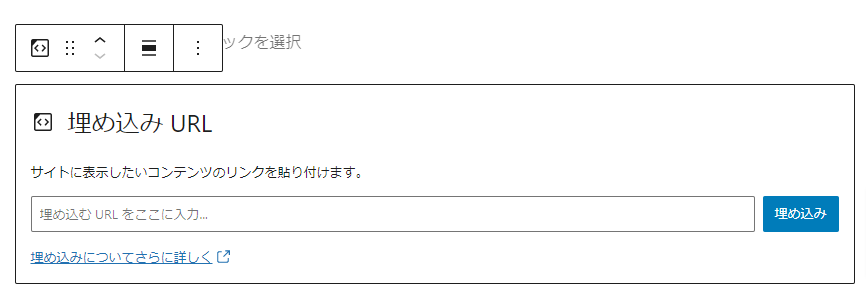 ックを選択
埋め込み URL
サイトに表示したいコンテンツのリンクを貼り付けます。
埋め込む URL をここに入力...
埋め込み
埋め込みについてさらに詳しく